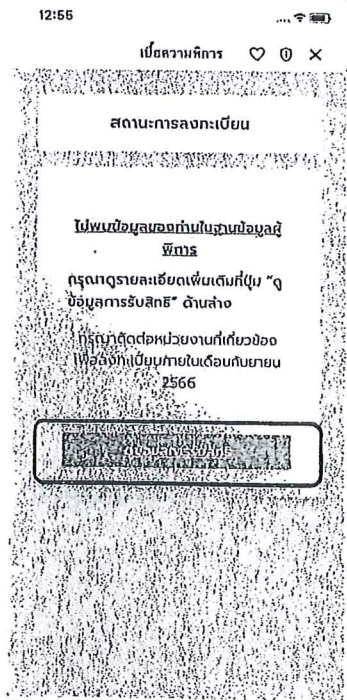 12:55
เบี้ยความพิการ
สถานะการลงทะเบียน
ไม่พบข้อมูลของท่านในฐานข้อมูลผู้
พิการ
กรุณาดูรายละเอียดเพิ่มเติมที่ปุ่ม “ดู
ข้อมูลการรับสิทธิ” ด้านล่าง
กรุณาติดต่อหน่วยงานที่เกี่ยวข้อง
เพื่อลงทะเบียนภายในเดือนกันยายน
2566